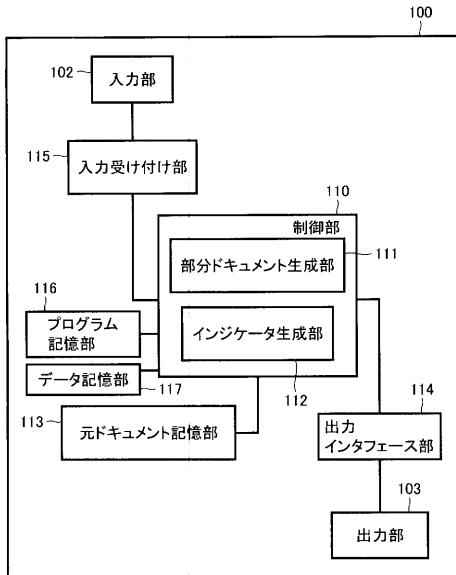 100
102
入力部
115
入力受け付け部
110
制御部
部分ドキュメント生成部
111
インジケータ生成部
112
116
プログラム
記憶部
データ記憶部
117
113
元ドキュメント記憶部
114
出力
インタフェース部
103
出力部